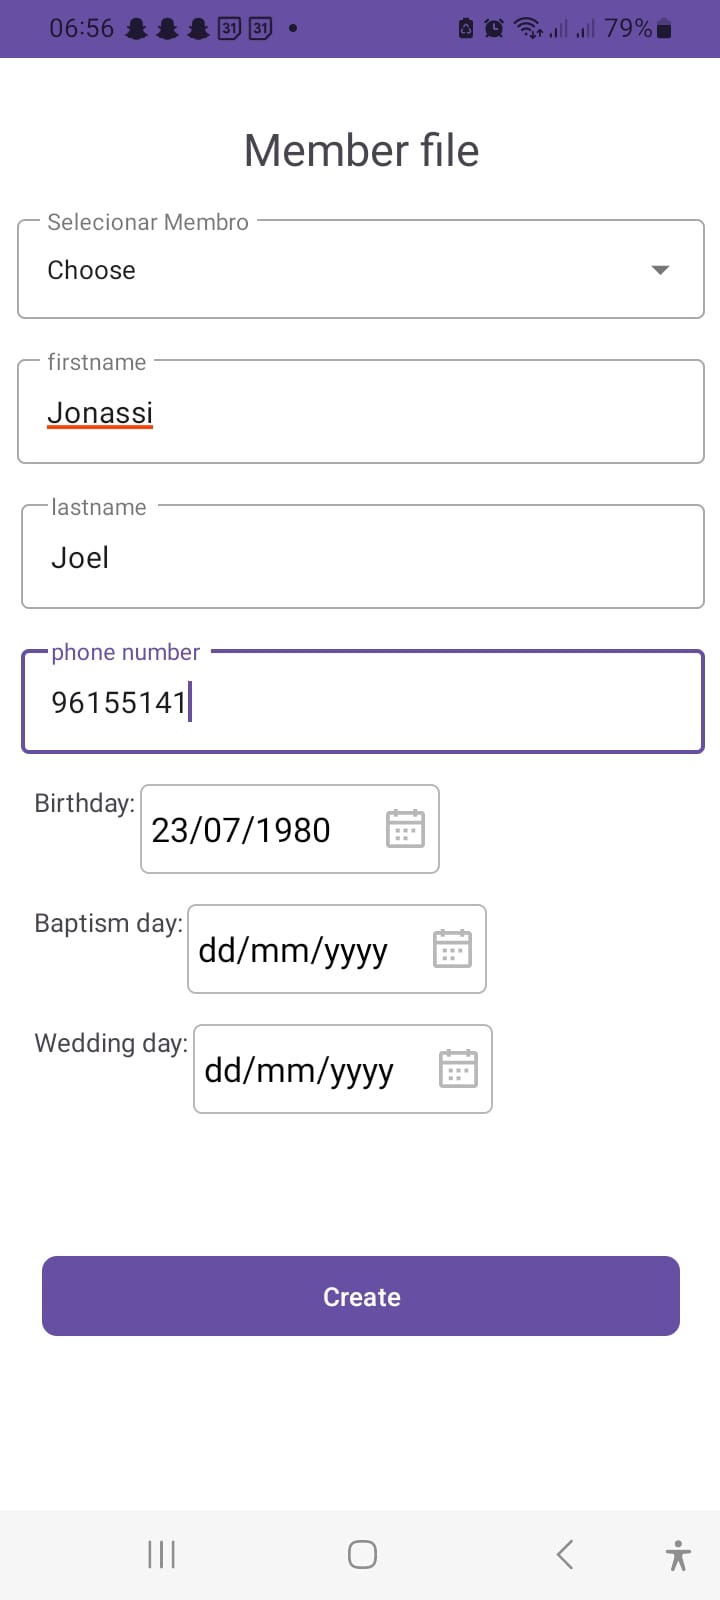 06:56 31 31 79%
Member file
Selecionar Membro
Choose
firstname
Jonassi
lastname
Joel
phone number
96155141
Birthday: 23/07/1980
Baptism day: dd/mm/yyyy
Wedding day: dd/mm/yyyy
Create